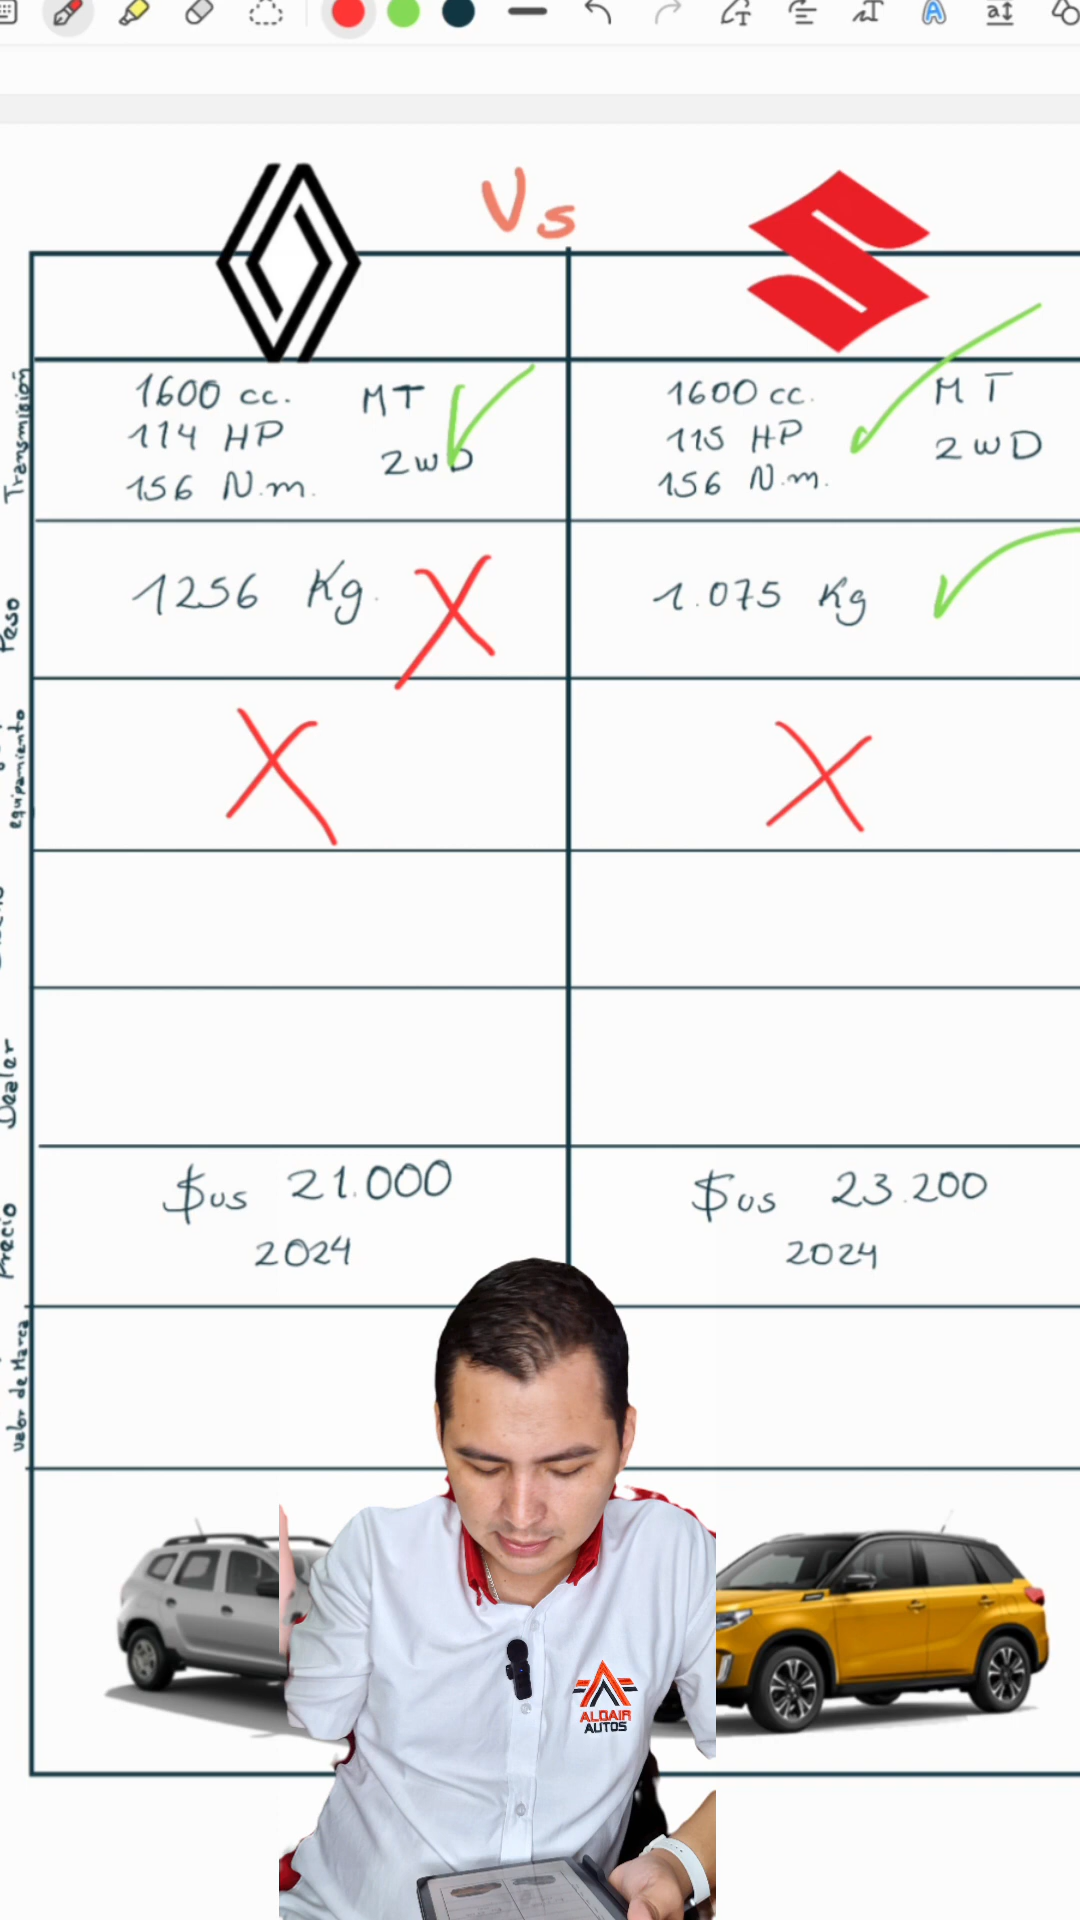 Vs
1600 cc. MT
114 HP
2WD
156 N.m.
1600 cc. MT
115 HP
2WD
156 N.m.
Transmisión
1256 Kg.
1.075 Kg
Peso
equipamiento
Dealer
$us 21.000
2024
$us 23.200
2024
Precio
Valor de Marca
ALDAIR
AUTOS